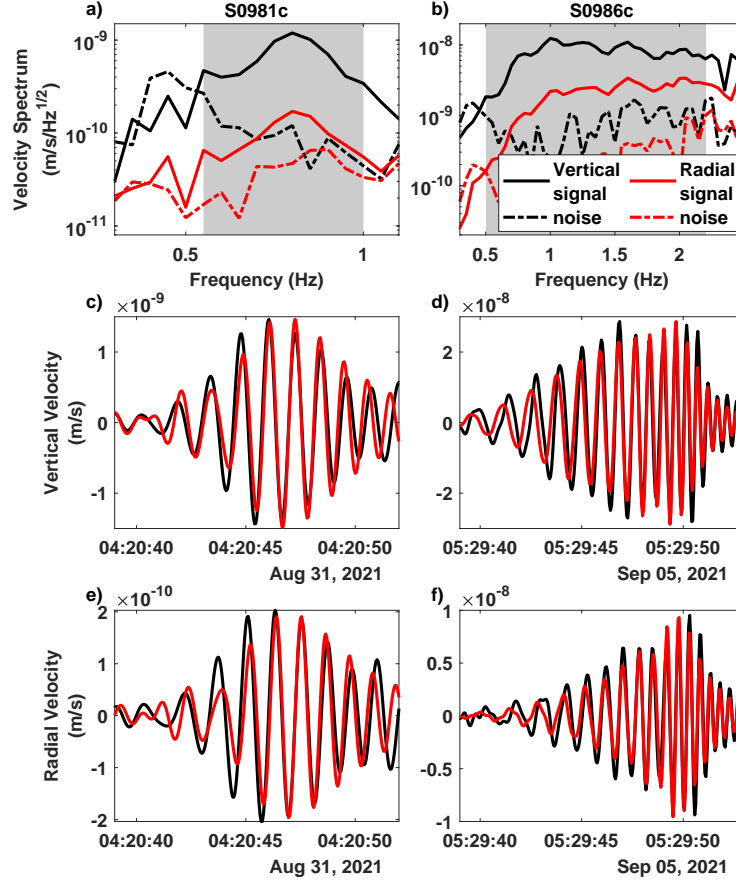 a) S0981c
b) S0986c
Velocity Spectrum
(m/s/Hz^1/2)
10^-9
10^-10
10^-11
10^-8
10^-9
10^-10
Vertical signal
noise
Radial signal
noise
0.5 1
0.5 1 1.5 2
Frequency (Hz)
Frequency (Hz)
c) ×10^-9
d) ×10^-8
Vertical Velocity
(m/s)
1
0
-1
2
0
-2
04:20:40 04:20:45 04:20:50
Aug 31, 2021
05:29:40 05:29:45 05:29:50
Sep 05, 2021
e) ×10^-10
f) ×10^-8
Radial Velocity
(m/s)
2
1
0
-1
-2
1
0.5
0
-0.5
-1
04:20:40 04:20:45 04:20:50
Aug 31, 2021
05:29:40 05:29:45 05:29:50
Sep 05, 2021